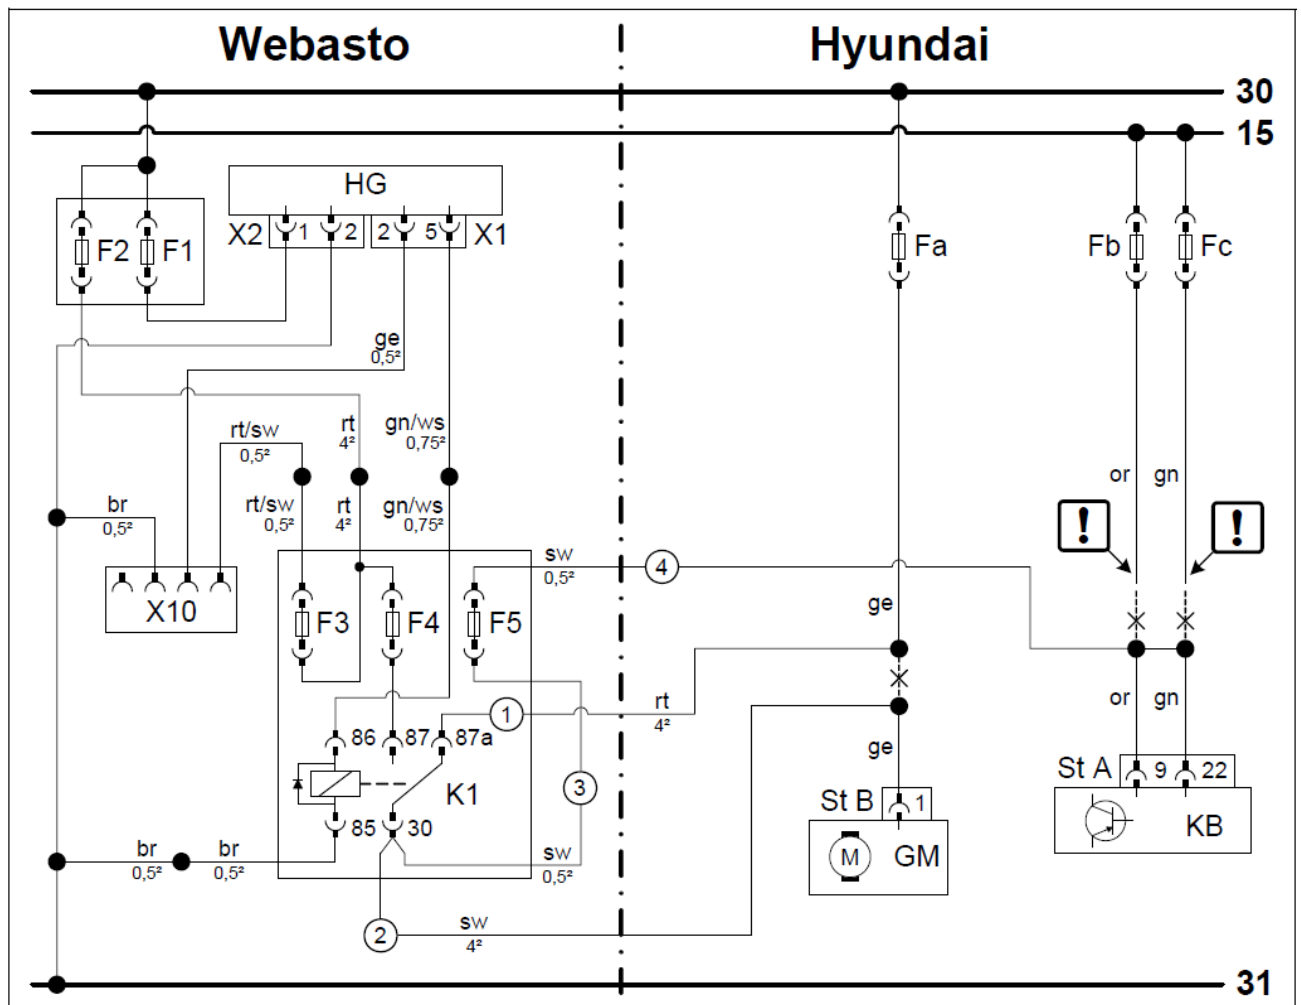 Webasto Hyundai
30
15
HG
X2 1 2 2 5 X1
F2 F1 Fa Fb Fc
ge
0,5²
rt/sw
0,5²
rt
4²
gn/ws
0,75²
or gn
br
0,5²
rt/sw
0,5²
rt
4²
gn/ws
0,75²
! !
sw
0,5²
4
X10
F3 F4 F5
ge
1
rt
4²
or gn
86 87 87a
ge
St A 9 22
3
K1
St B 1
KB
85 30
M GM
br
0,5²
br
0,5²
sw
0,5²
2
sw
4²
31